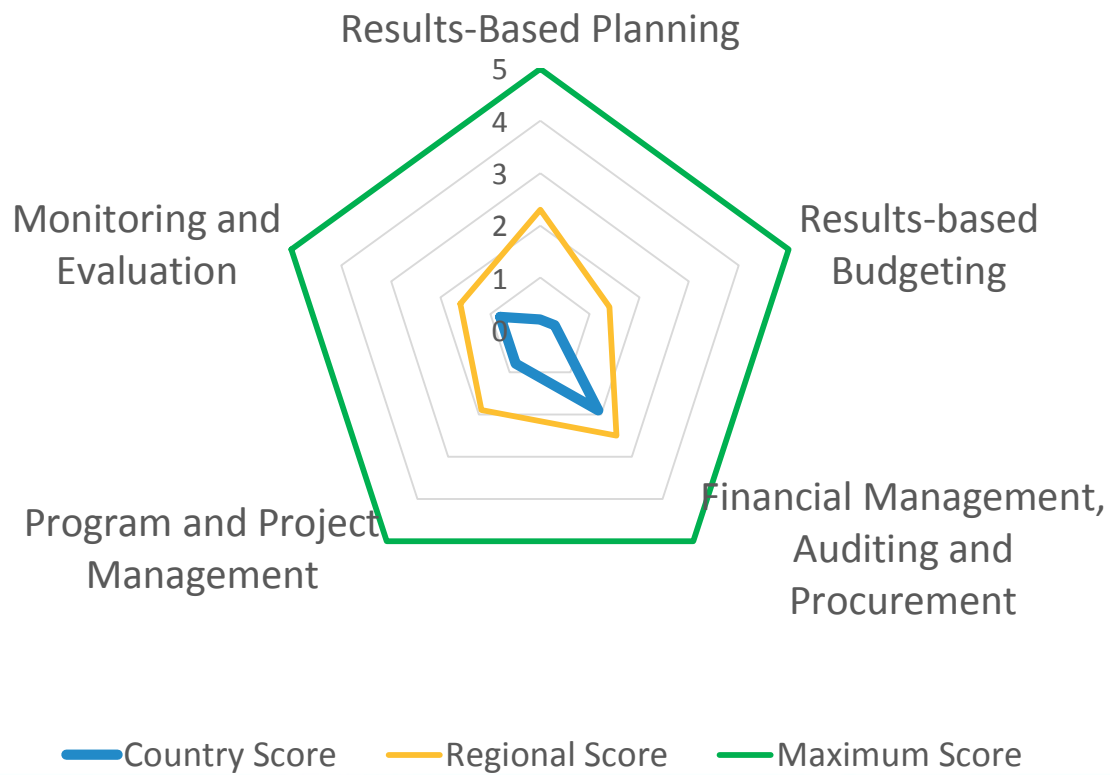 Results-Based Planning
5
4
3
2
1
0
Monitoring and
Evaluation
Results-based
Budgeting
Program and Project
Management
Financial Management,
Auditing and
Procurement
Country Score
Regional Score
Maximum Score